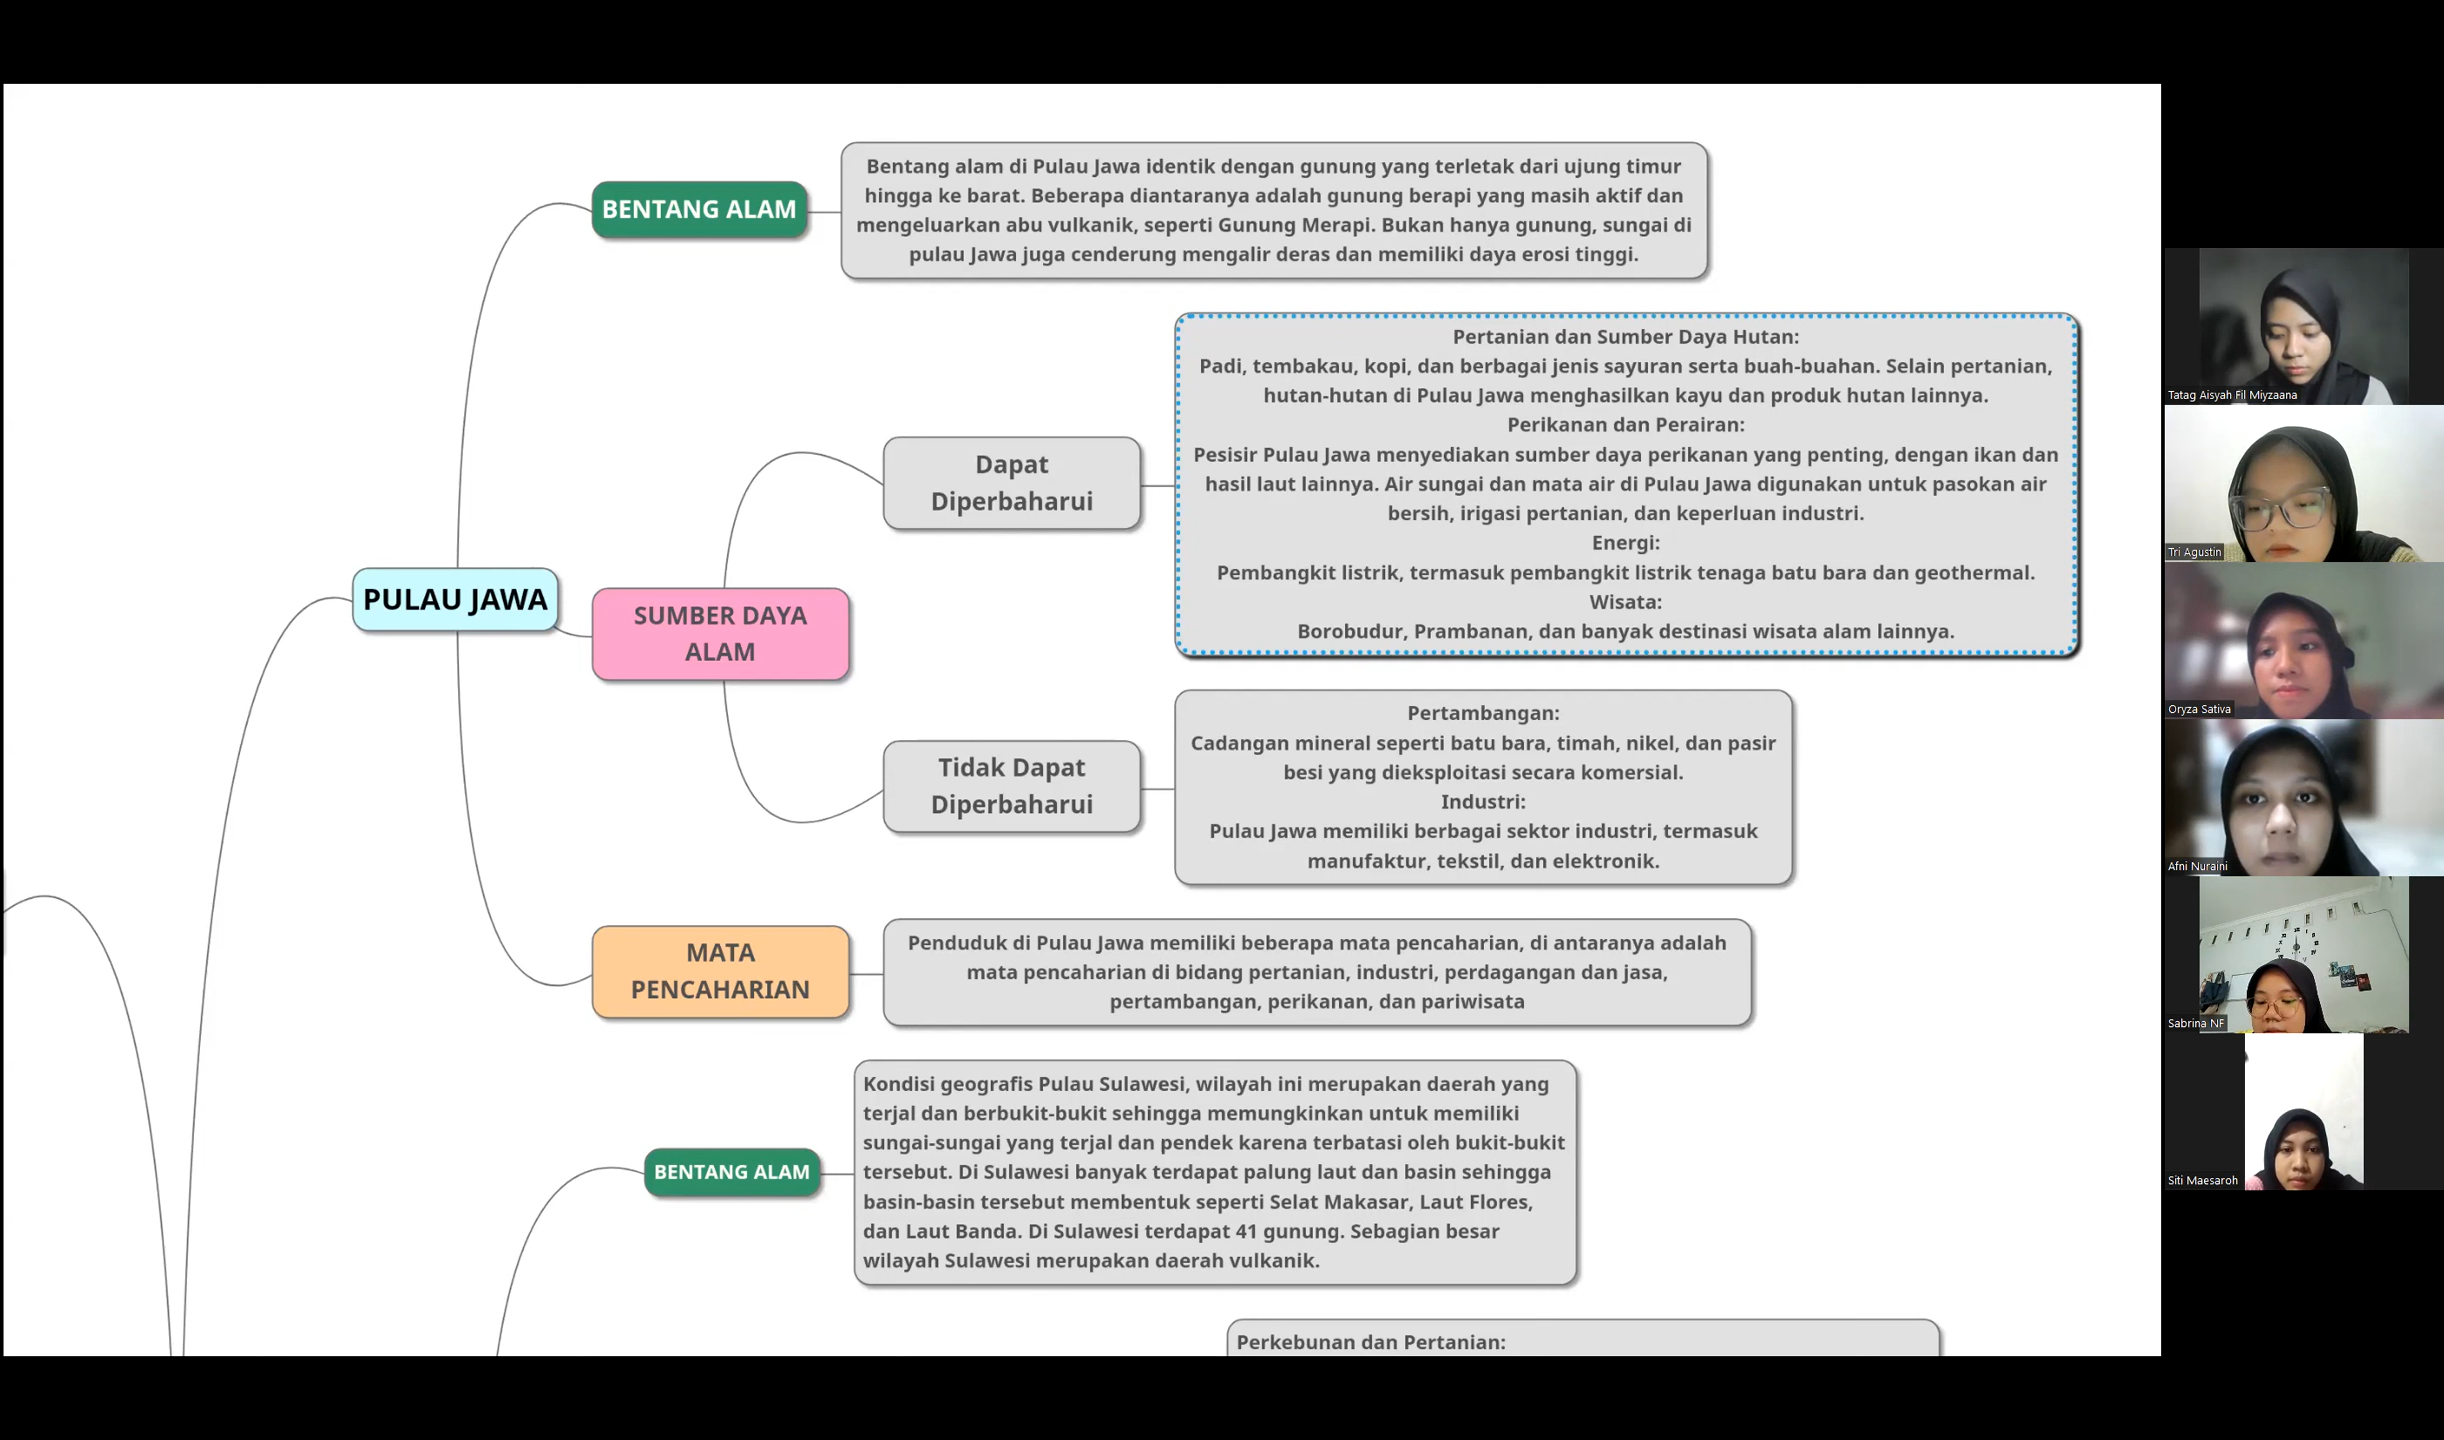 BENTANG ALAM
Bentang alam di Pulau Jawa identik dengan gunung yang terletak dari ujung timur
hingga ke barat. Beberapa diantaranya adalah gunung berapi yang masih aktif dan
mengeluarkan abu vulkanik, seperti Gunung Merapi. Bukan hanya gunung, sungai di
pulau Jawa juga cenderung mengalir deras dan memiliki daya erosi tinggi.
PULAU JAWA
SUMBER DAYA
ALAM
Dapat
Diperbaharui
Pertanian dan Sumber Daya Hutan:
Padi, tembakau, kopi, dan berbagai jenis sayuran serta buah-buahan. Selain pertanian,
hutan-hutan di Pulau Jawa menghasilkan kayu dan produk hutan lainnya.
Perikanan dan Perairan:
Pesisir Pulau Jawa menyediakan sumber daya perikanan yang penting, dengan ikan dan
hasil laut lainnya. Air sungai dan mata air di Pulau Jawa digunakan untuk pasokan air
bersih, irigasi pertanian, dan keperluan industri.
Energi:
Pembangkit listrik, termasuk pembangkit listrik tenaga batu bara dan geothermal.
Wisata:
Borobudur, Prambanan, dan banyak destinasi wisata alam lainnya.
Tidak Dapat
Diperbaharui
Pertambangan:
Cadangan mineral seperti batu bara, timah, nikel, dan pasir
besi yang dieksploitasi secara komersial.
Industri:
Pulau Jawa memiliki berbagai sektor industri, termasuk
manufaktur, tekstil, dan elektronik.
MATA
PENCAHARIAN
Penduduk di Pulau Jawa memiliki beberapa mata pencaharian, di antaranya adalah
mata pencaharian di bidang pertanian, industri, perdagangan dan jasa,
pertambangan, perikanan, dan pariwisata
BENTANG ALAM
Kondisi geografis Pulau Sulawesi, wilayah ini merupakan daerah yang
terjal dan berbukit-bukit sehingga memungkinkan untuk memiliki
sungai-sungai yang terjal dan pendek karena terbatasi oleh bukit-bukit
tersebut. Di Sulawesi banyak terdapat palung laut dan basin sehingga
basin-basin tersebut membentuk seperti Selat Makasar, Laut Flores,
dan Laut Banda. Di Sulawesi terdapat 41 gunung. Sebagian besar
wilayah Sulawesi merupakan daerah vulkanik.
Perkebunan dan Pertanian:
Tatag Aisyah Fil Miyzaana
Tri Agustin
Oryza Sativa
Afni Nuraini
Sabrina NF
Siti Maesaroh